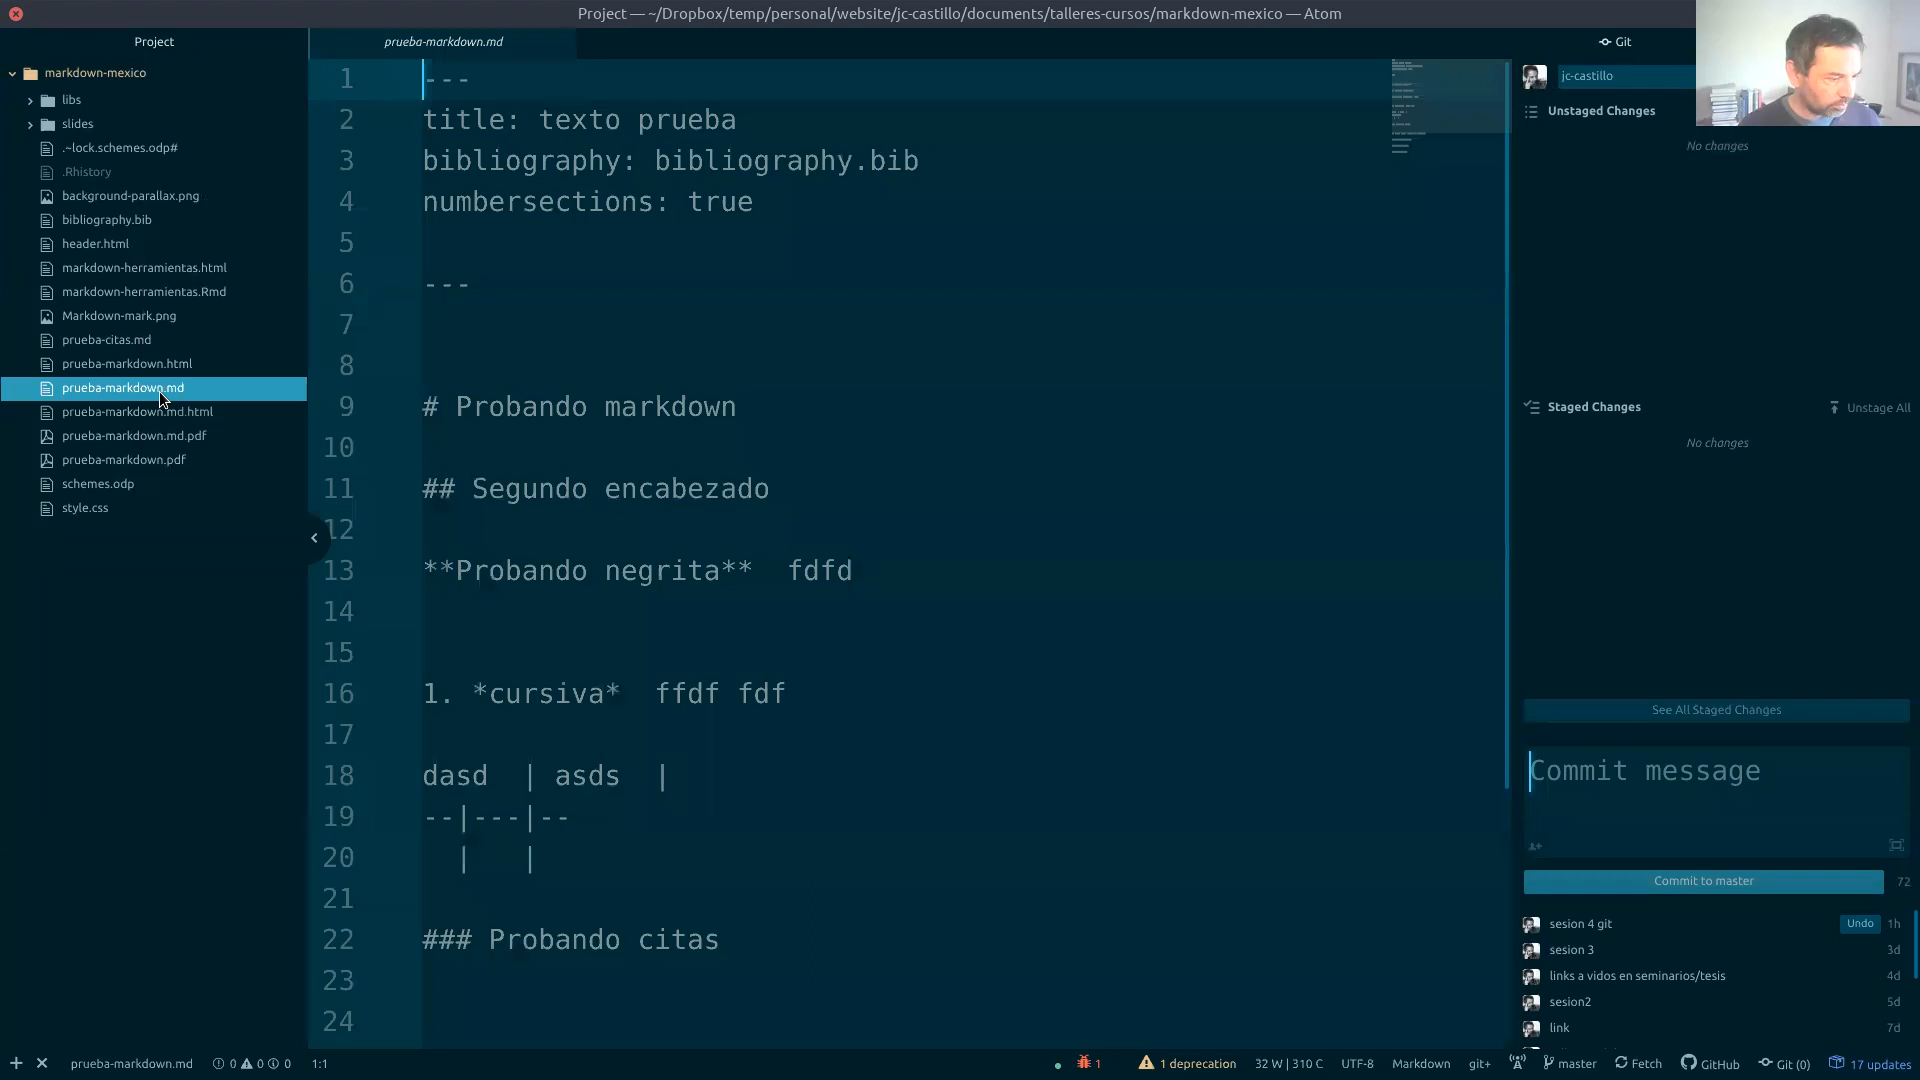 Project — ~/Dropbox/temp/personal/website/jc-castillo/documents/talleres-cursos/markdown-mexico — Atom
Project
prueba-markdown.md
Git
markdown-mexico
libs
slides
.~lock.schemes.odp#
.Rhistory
background-parallax.png
bibliography.bib
header.html
markdown-herramientas.html
markdown-herramientas.Rmd
Markdown-mark.png
prueba-citas.md
prueba-markdown.html
prueba-markdown.md
prueba-markdown.md.html
prueba-markdown.md.pdf
prueba-markdown.pdf
schemes.odp
style.css
1 ---
2 title: texto prueba
3 bibliography: bibliography.bib
4 numbersections: true
5
6 ---
7
8
9 # Probando markdown
10
11 ## Segundo encabezado
12
13 **Probando negrita**  fdfd
14
15
16 1. *cursiva*  ffdf fdf
17
18 dasd  | asds  |
19 --|---|--
20   |   |
21
22 ### Probando citas
23
24
jc-castillo
Unstaged Changes
No changes
Staged Changes
Unstage All
No changes
See All Staged Changes
Commit message
Commit to master
72
sesion 4 git Undo 1h
sesion 3 3d
links a vidos en seminarios/tesis 4d
sesion2 5d
link 7d
prueba-markdown.md 0 0 0 1:1 1 1 deprecation 32 W | 310 C UTF-8 Markdown git+ master Fetch GitHub Git (0) 17 updates